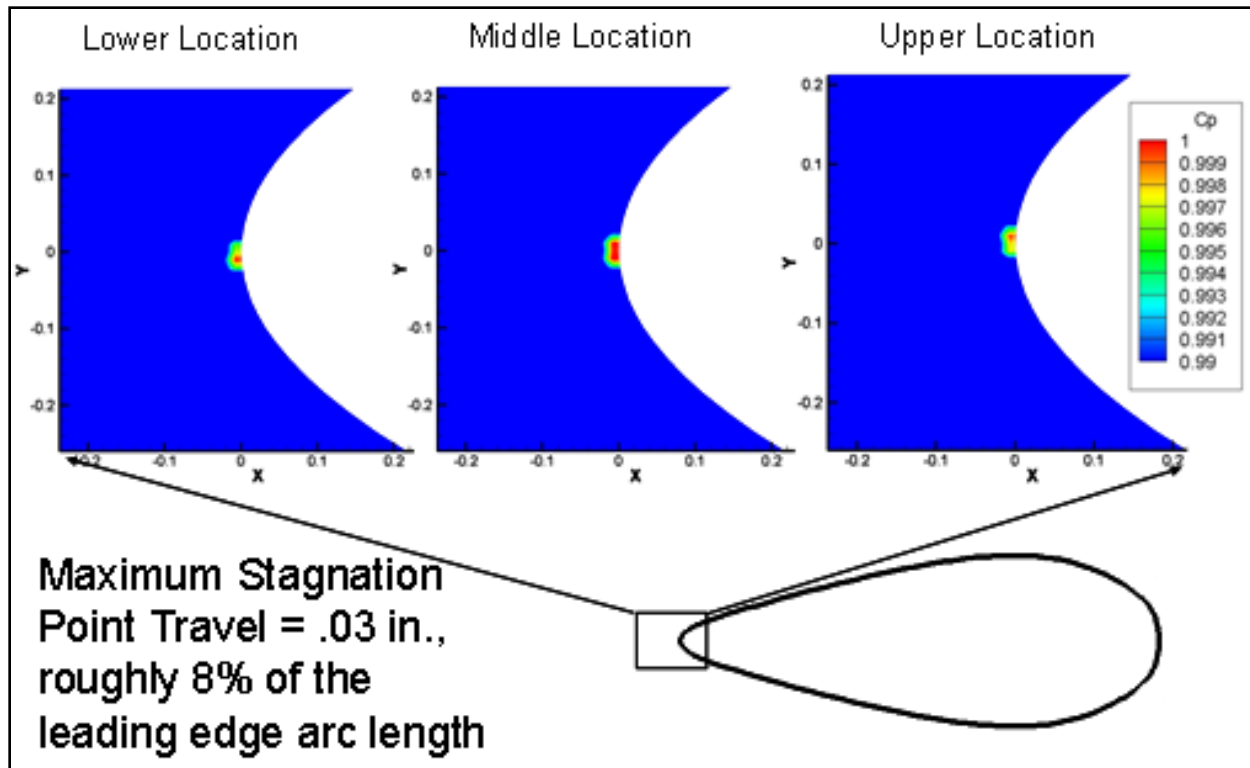 Lower Location
Middle Location
Upper Location
0.2
0.1
0
-0.1
-0.2
Y
-0.2
-0.1
0
0.1
0.2
X
0.2
0.1
0
-0.1
-0.2
Y
-0.2
-0.1
0
0.1
0.2
X
0.2
0.1
0
-0.1
-0.2
Y
-0.2
-0.1
0
0.1
0.2
X
Cp
1
0.999
0.998
0.997
0.996
0.995
0.994
0.993
0.992
0.991
0.99
Maximum Stagnation
Point Travel = .03 in.,
roughly 8% of the
leading edge arc length